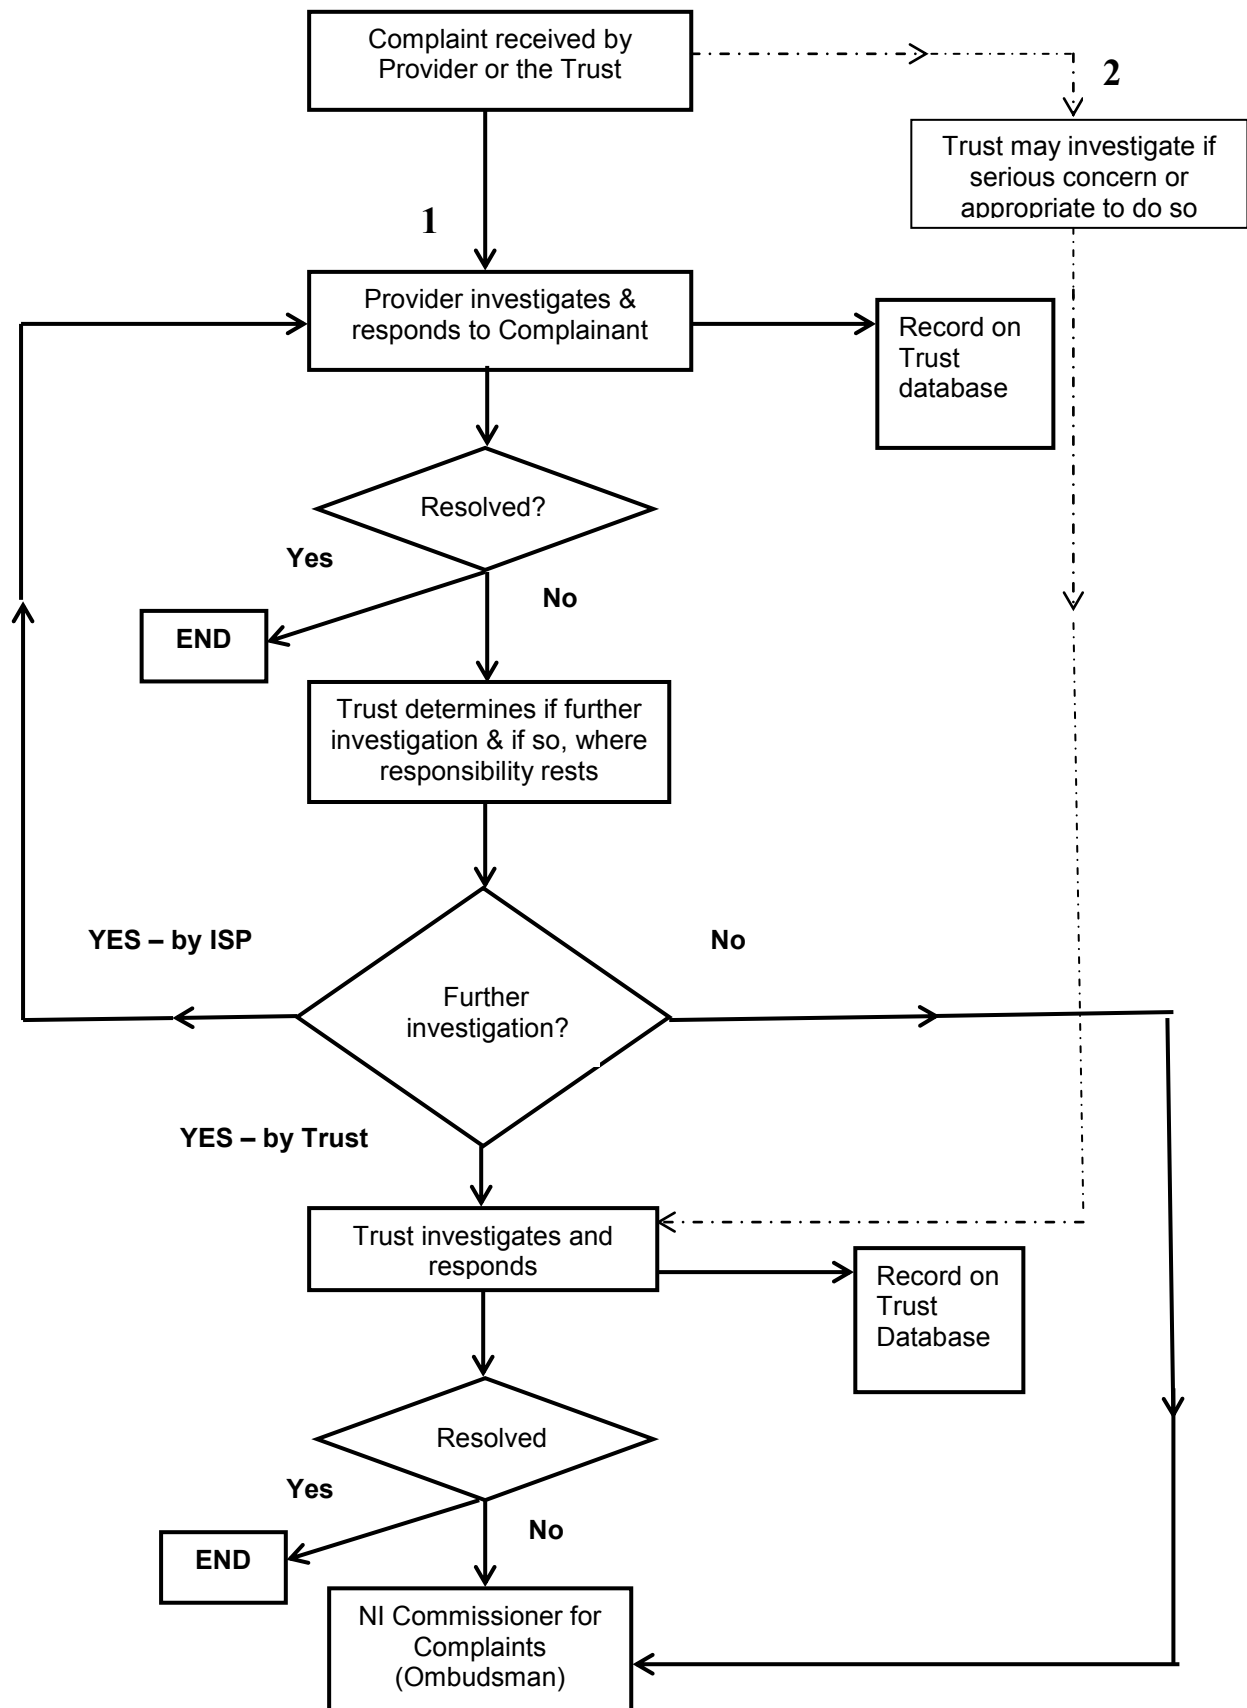 Complaint received by
Provider or the Trust
2
Trust may investigate if
serious concern or
appropriate to do so
1
Provider investigates &
responds to Complainant
Record on
Trust
database
Resolved?
Yes
No
END
Trust determines if further
investigation & if so, where
responsibility rests
YES – by ISP
No
Further
investigation?
YES – by Trust
Trust investigates and
responds
Record on
Trust
Database
Resolved
Yes
No
END
NI Commissioner for
Complaints
(Ombudsman)